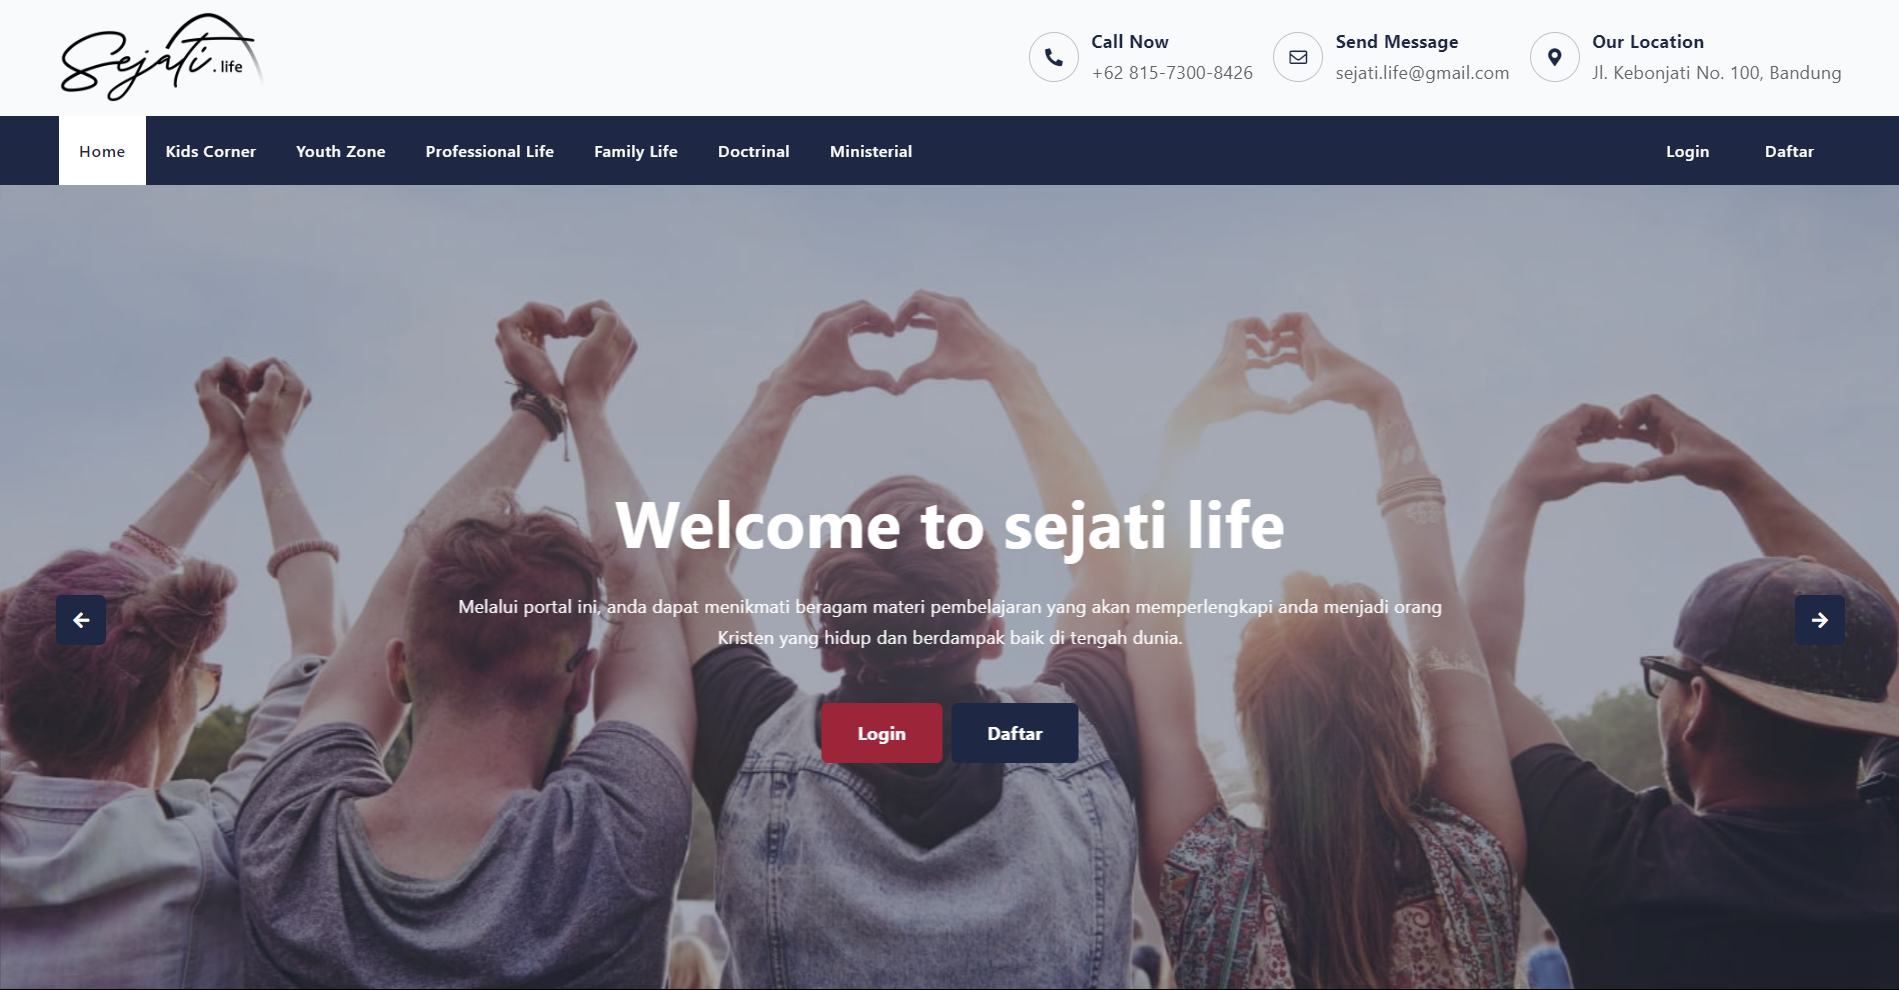 Sejati.life
Call Now
+62 815-7300-8426
Send Message
sejati.life@gmail.com
Our Location
Jl. Kebonjati No. 100, Bandung
Home
Kids Corner
Youth Zone
Professional Life
Family Life
Doctrinal
Ministerial
Login
Daftar
Welcome to sejati life
Melalui portal ini, anda dapat menikmati beragam materi pembelajaran yang akan memperlengkapi anda menjadi orang
Kristen yang hidup dan berdampak baik di tengah dunia.
Login
Daftar